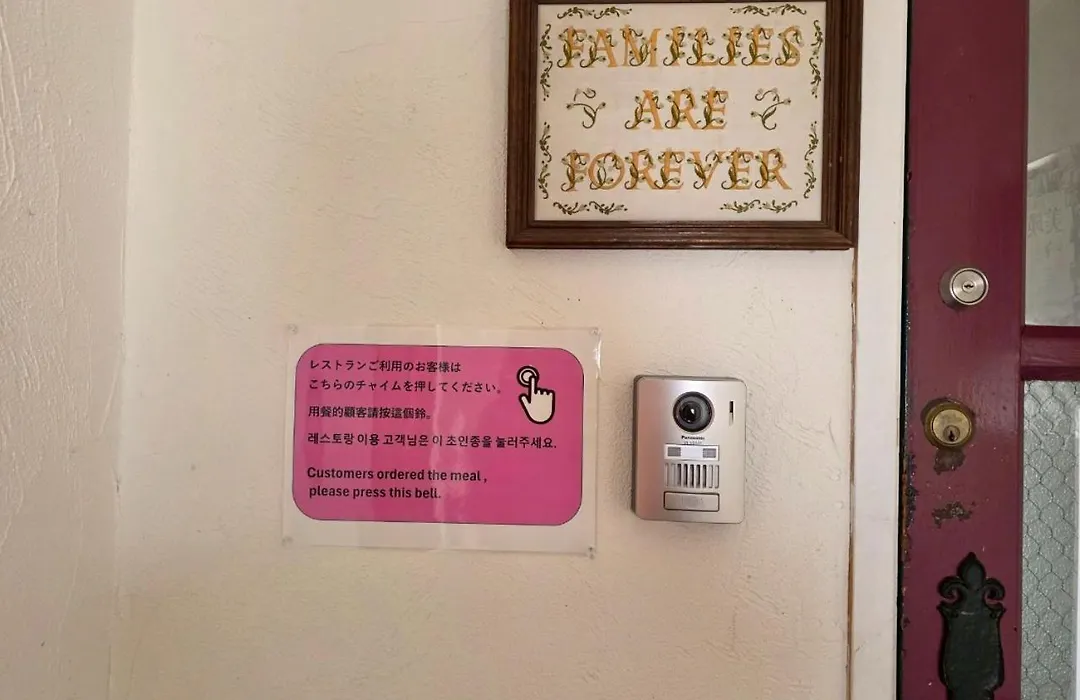 FAMILIES
ARE
FOREVER
レストランご利用のお客様は
こちらのチャイムを押してください。
用餐的顧客請按這個鈴。
레스토랑 이용 고객님은 이 초인종을 눌러주세요.
Customers ordered the meal ,
please press this bell.
Panasonic